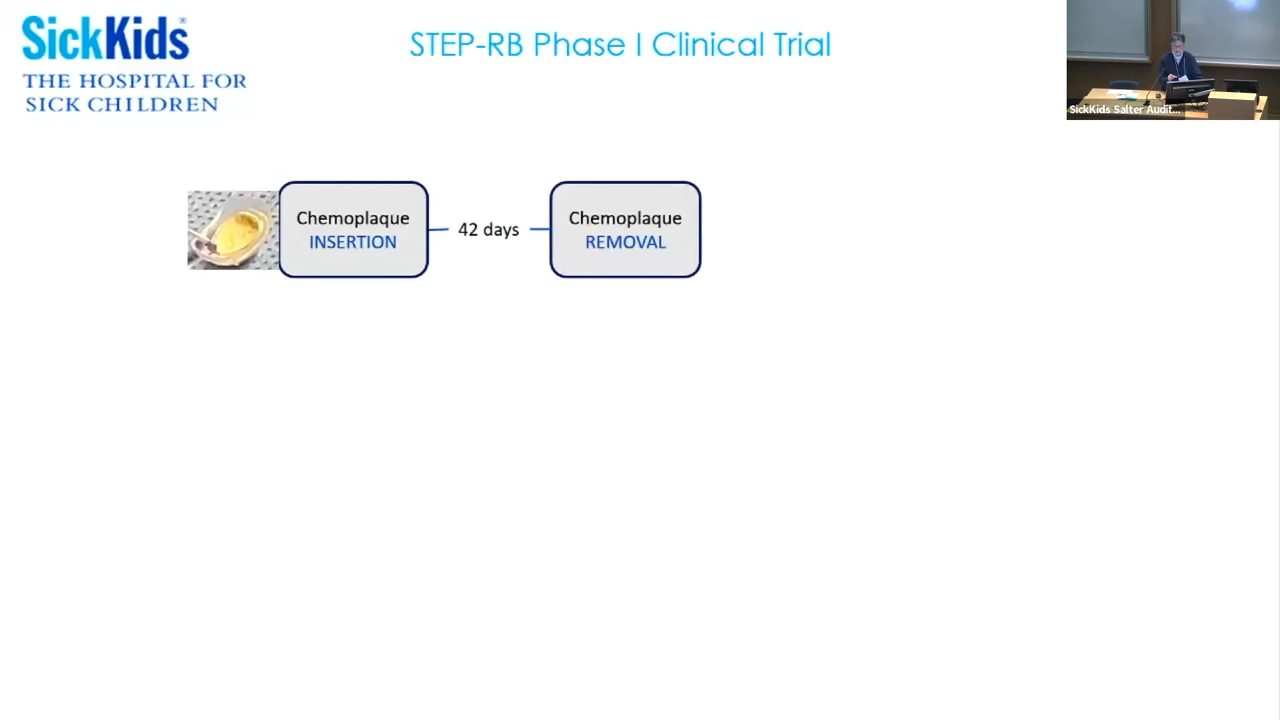 SickKids®
THE HOSPITAL FOR
SICK CHILDREN
STEP-RB Phase I Clinical Trial
SickKids Salter Audit...
Chemoplaque
INSERTION
42 days
Chemoplaque
REMOVAL